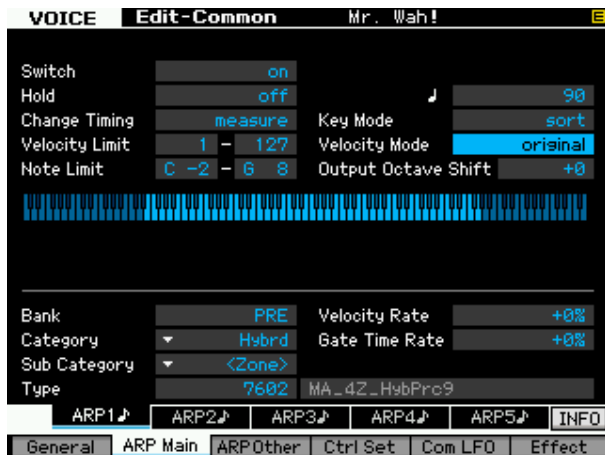 VOICE Edit-Common Mr. Wah! E
Switch on
Hold off ♩ 90
Change Timing measure Key Mode sort
Velocity Limit 1 - 127 Velocity Mode original
Note Limit C -2 - G 8 Output Octave Shift +0
Bank PRE Velocity Rate +0%
Category Hybrd Gate Time Rate +0%
Sub Category <Zone>
Type 7602 MA_4Z_HybPrc9
ARP1♪ ARP2♪ ARP3♪ ARP4♪ ARP5♪ INFO
General ARP Main ARP Other Ctrl Set Com LFO Effect